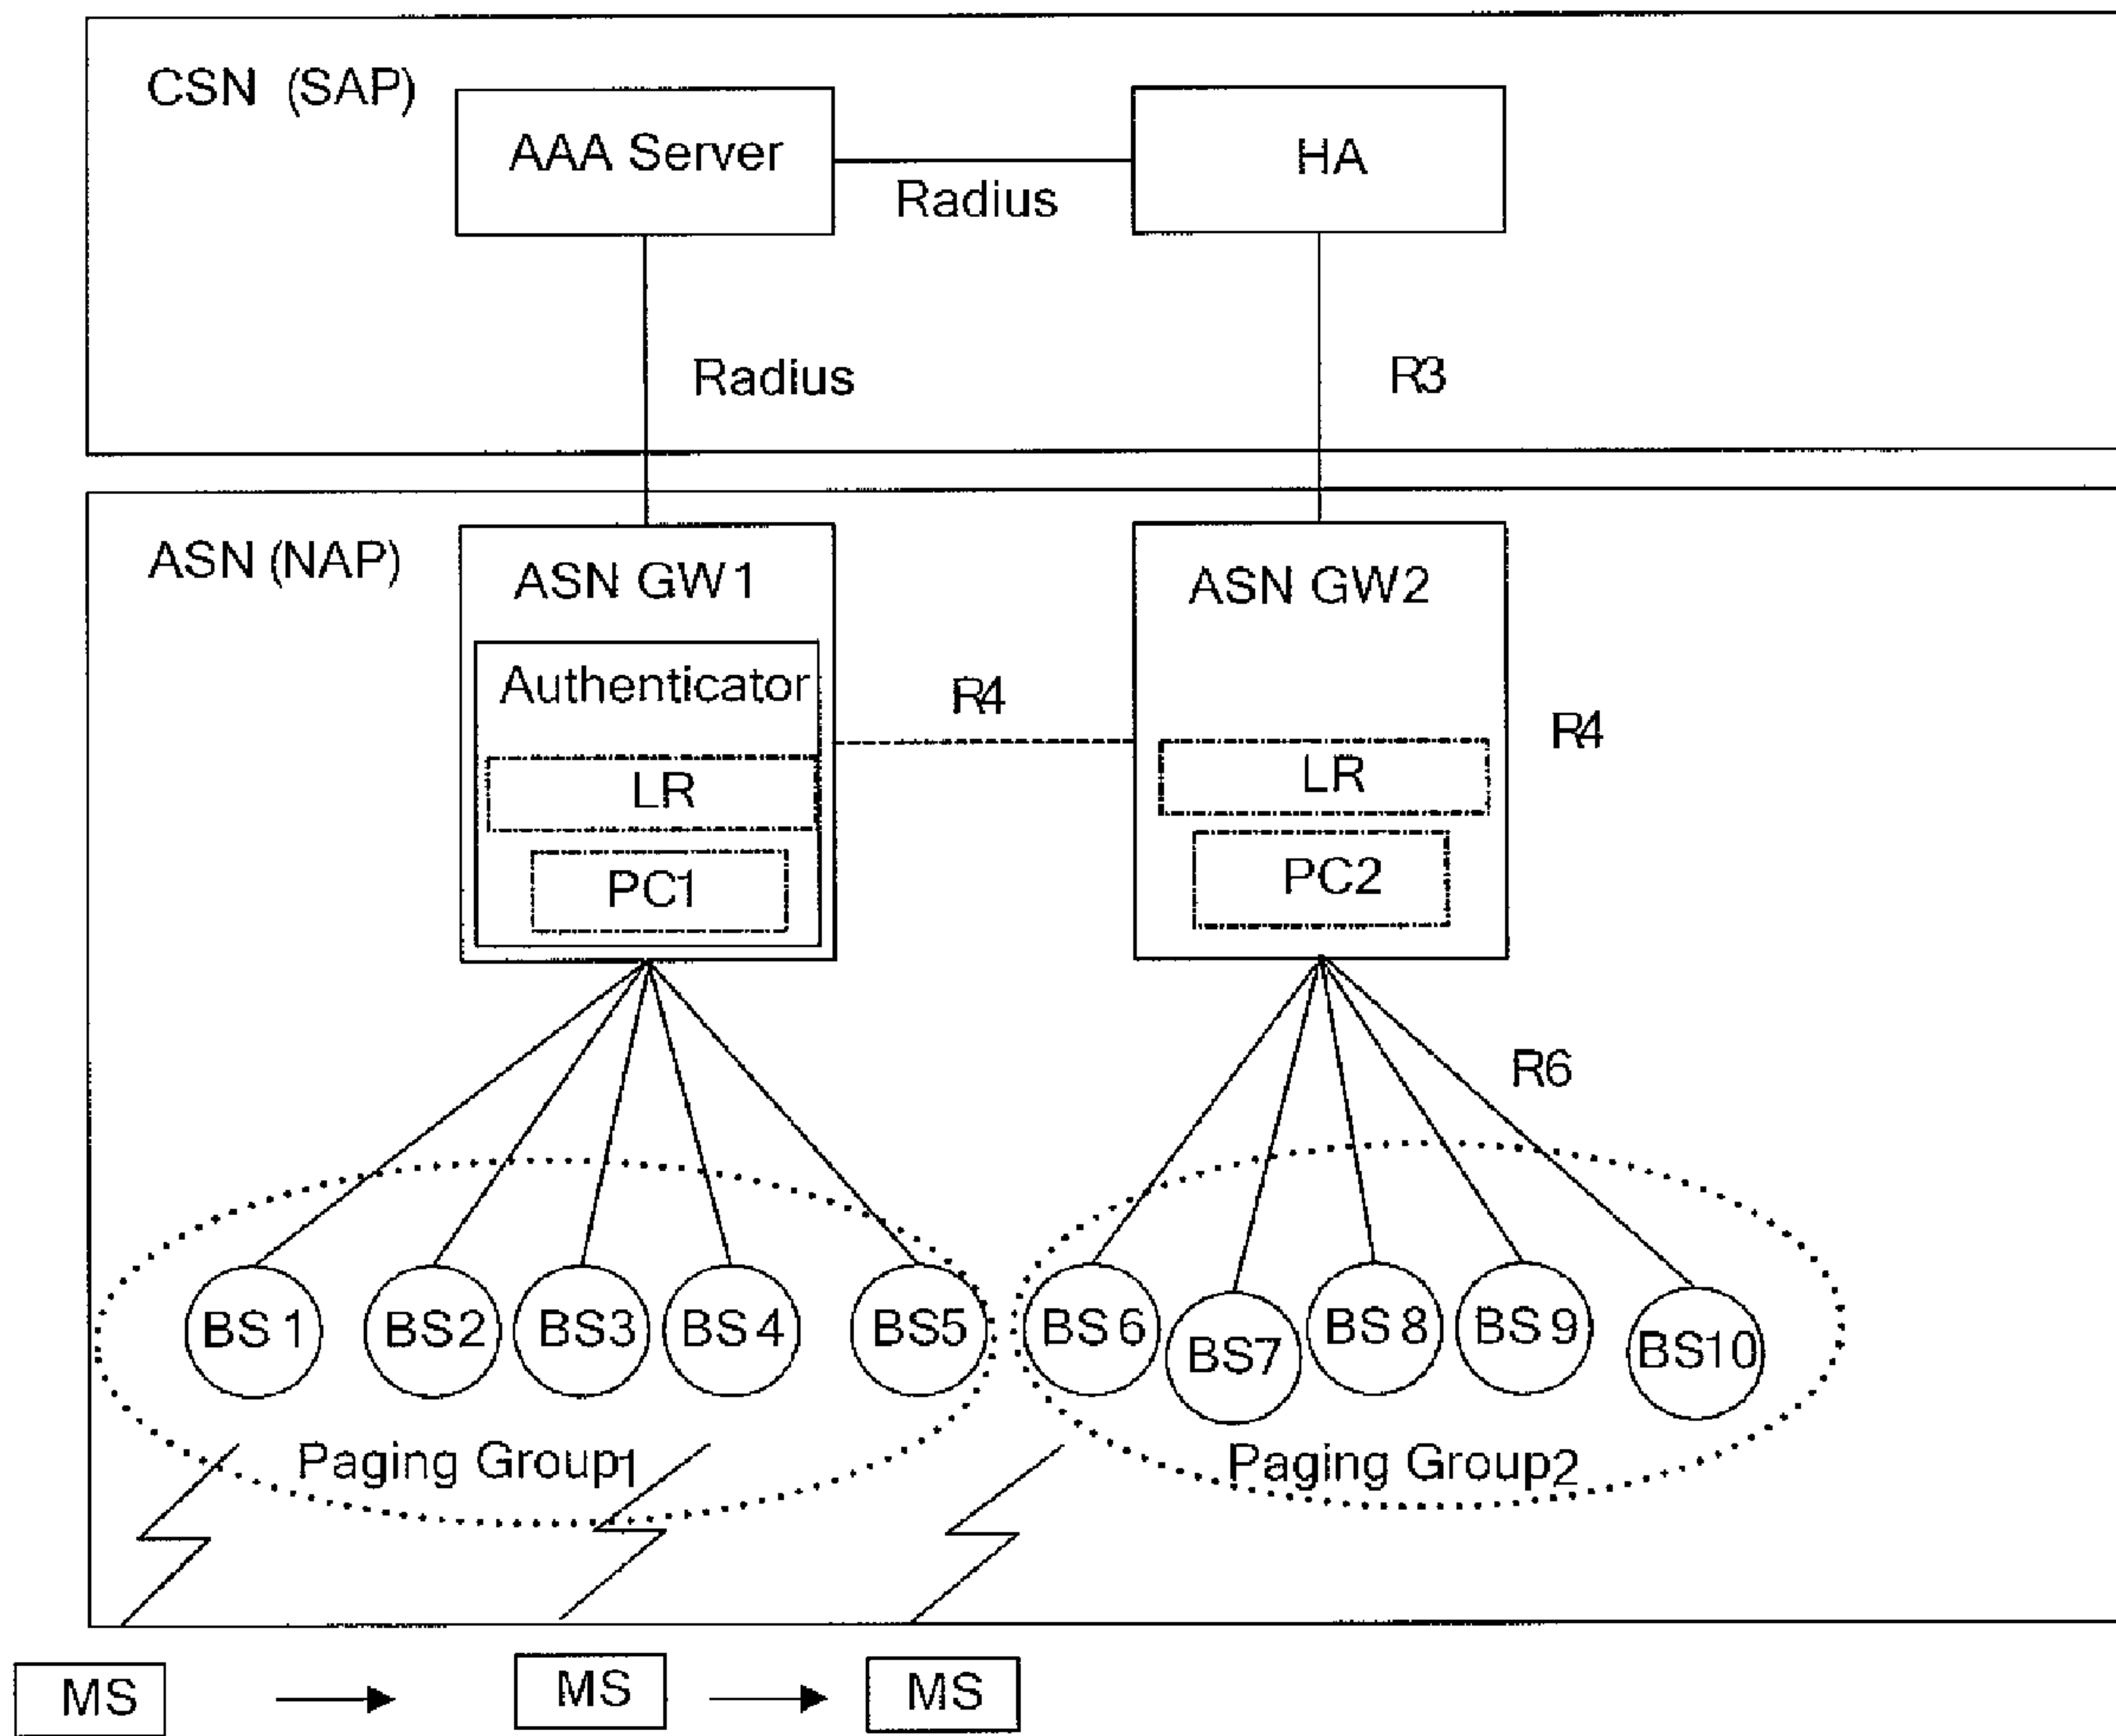 CSN (SAP)
AAA Server
HA
Radius
Radius
R3
ASN (NAP)
ASN GW1
ASN GW2
Authenticator
R4
R4
LR
LR
PC1
PC2
R6
BS 1
BS2
BS3
BS 4
BS5
BS 6
BS7
BS 8
BS 9
BS10
Paging Group1
Paging Group2
MS
MS
MS